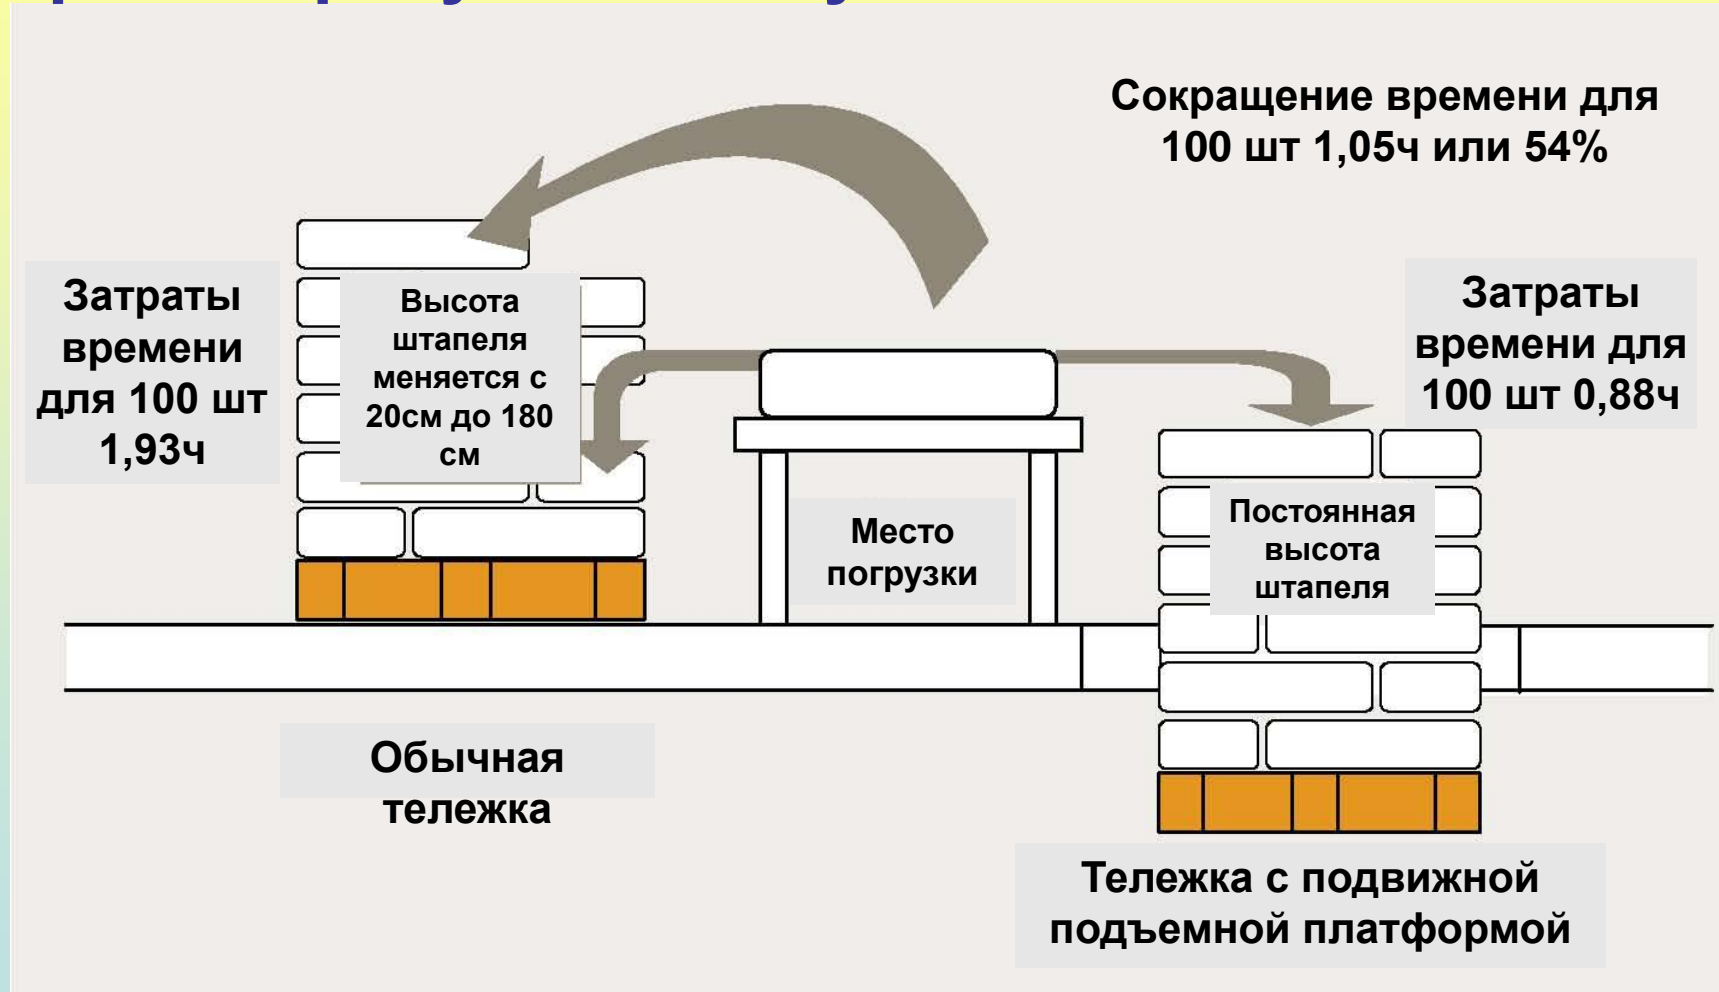 Сокращение времени для
100 шт 1,05ч или 54%
Затраты
времени
для 100 шт
1,93ч
Высота
штапеля
меняется с
20см до 180
см
Затраты
времени для
100 шт 0,88ч
Место
погрузки
Постоянная
высота
штапеля
Обычная
тележка
Тележка с подвижной
подъемной платформой